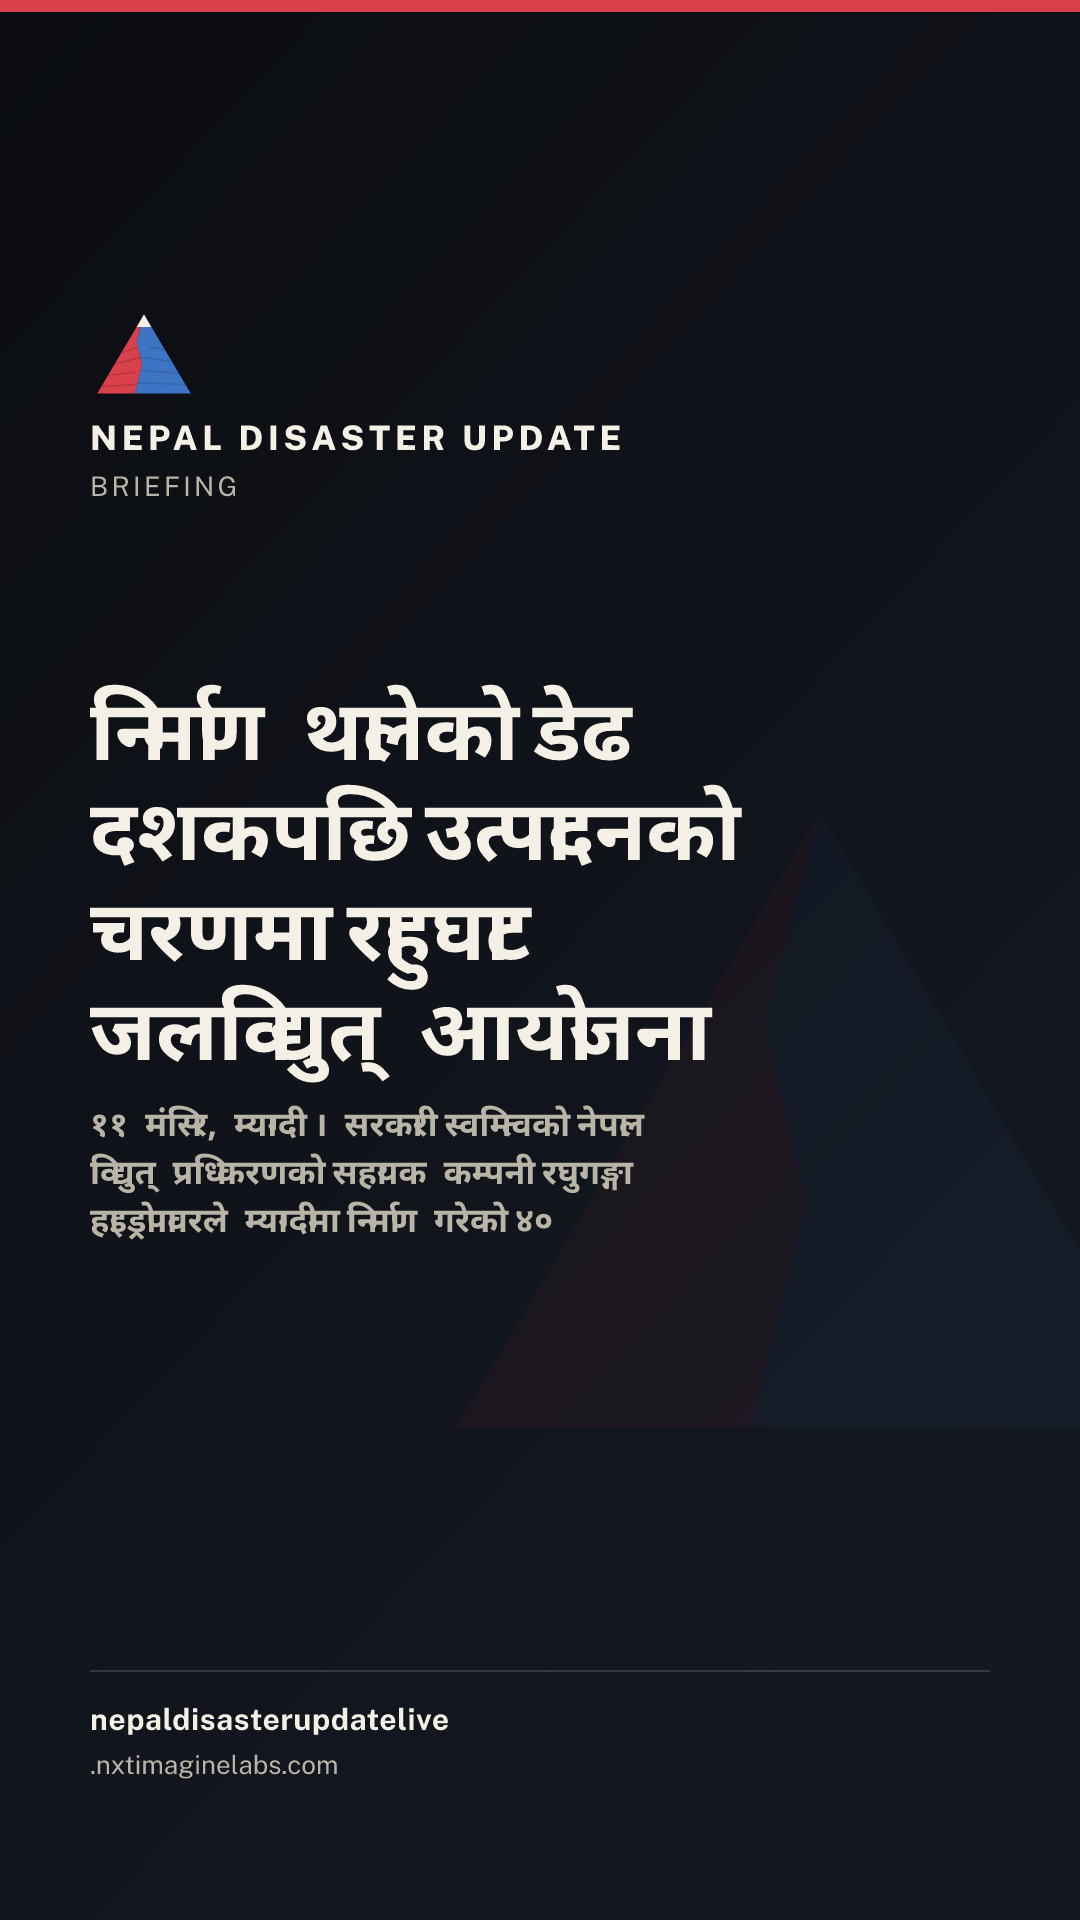 NEPAL DISASTER UPDATE
BRIEFING
निर्माण थालेको डेढ
दशकपछि उत्पादनको
चरणमा राहुघाट
जलविद्युत् आयोजना
११ मंसिर, म्याग्दी । सरकारी स्वामित्वको नेपाल
विद्युत् प्राधिकरणको सहायक कम्पनी रघुगङ्गा
हाइड्रोपावरले म्याग्दीमा निर्माण गरेको ४०
nepaldisasterupdatelive
.nxtimaginelabs.com